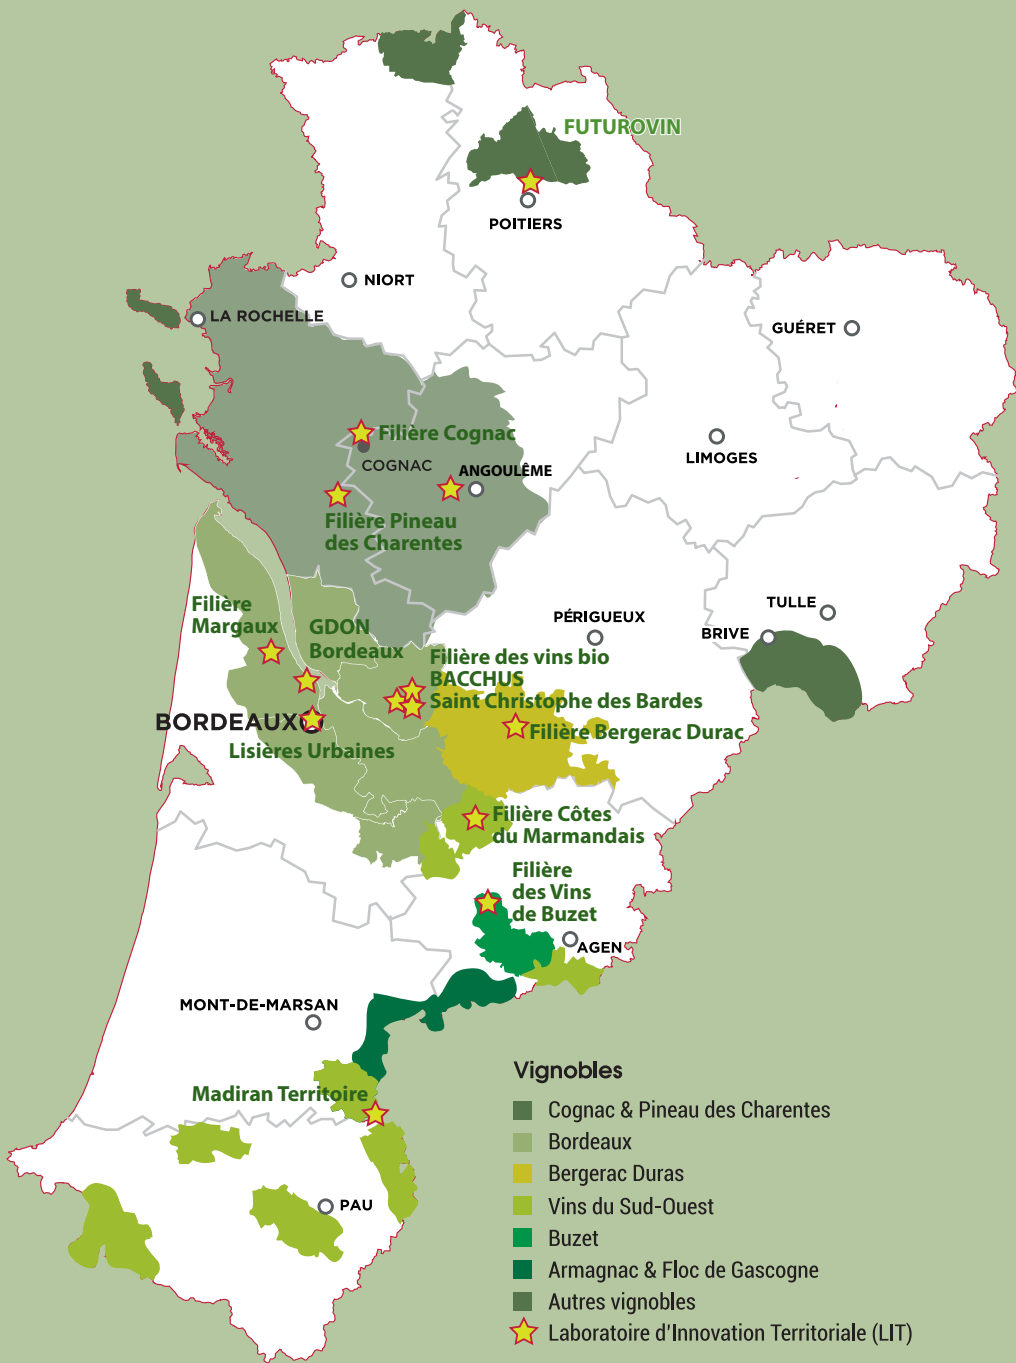 FUTUROVIN
POITIERS
NIORT
LA ROCHELLE
GUÉRET
Filière Cognac
COGNAC
ANGOULÊME
LIMOGES
Filière Pineau
des Charentes
Filière
Margaux
GDON
Bordeaux
PÉRIGUEUX
TULLE
BRIVE
Filière des vins bio
BACCHUS
Saint Christophe des Bardes
BORDEAUX
Lisières Urbaines
Filière Bergerac Durac
Filière Côtes
du Marmandais
Filière
des Vins
de Buzet
AGEN
MONT-DE-MARSAN
Madiran Territoire
PAU
Vignobles
Cognac & Pineau des Charentes
Bordeaux
Bergerac Duras
Vins du Sud-Ouest
Buzet
Armagnac & Floc de Gascogne
Autres vignobles
Laboratoire d'Innovation Territoriale (LIT)